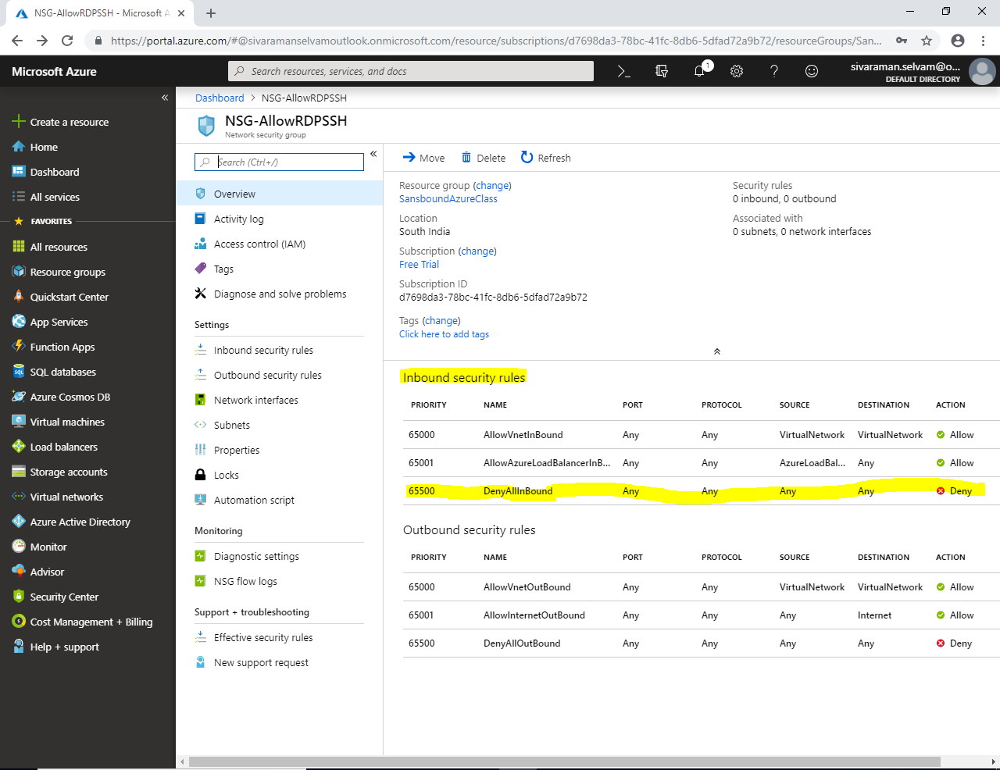 NSG-AllowRDPSSH - Microsoft A
https://portal.azure.com/#@sivaramanselvamoutlook.onmicrosoft.com/resource/subscriptions/d7698da3-78bc-41fc-8db6-5dfad72a9b72/resourceGroups/San...
Microsoft Azure
Search resources, services, and docs
1
sivaraman.selvam@o...
DEFAULT DIRECTORY
Create a resource
Home
Dashboard
All services
FAVORITES
All resources
Resource groups
Quickstart Center
App Services
Function Apps
SQL databases
Azure Cosmos DB
Virtual machines
Load balancers
Storage accounts
Virtual networks
Azure Active Directory
Monitor
Advisor
Security Center
Cost Management + Billing
Help + support
Dashboard > NSG-AllowRDPSSH
NSG-AllowRDPSSH
Network security group
Search (Ctrl+/)
Overview
Activity log
Access control (IAM)
Tags
Diagnose and solve problems
Settings
Inbound security rules
Outbound security rules
Network interfaces
Subnets
Properties
Locks
Automation script
Monitoring
Diagnostic settings
NSG flow logs
Support + troubleshooting
Effective security rules
New support request
Move Delete Refresh
Resource group (change)
SansboundAzureClass
Location
South India
Subscription (change)
Free Trial
Subscription ID
d7698da3-78bc-41fc-8db6-5dfad72a9b72
Tags (change)
Click here to add tags
Security rules
0 inbound, 0 outbound
Associated with
0 subnets, 0 network interfaces
Inbound security rules
PRIORITY NAME PORT PROTOCOL SOURCE DESTINATION ACTION
65000 AllowVnetInBound Any Any VirtualNetwork VirtualNetwork Allow
65001 AllowAzureLoadBalancerInB... Any Any AzureLoadBal... Any Allow
65500 DenyAllInBound Any Any Any Any Deny
Outbound security rules
PRIORITY NAME PORT PROTOCOL SOURCE DESTINATION ACTION
65000 AllowVnetOutBound Any Any VirtualNetwork VirtualNetwork Allow
65001 AllowInternetOutBound Any Any Any Internet Allow
65500 DenyAllOutBound Any Any Any Any Deny